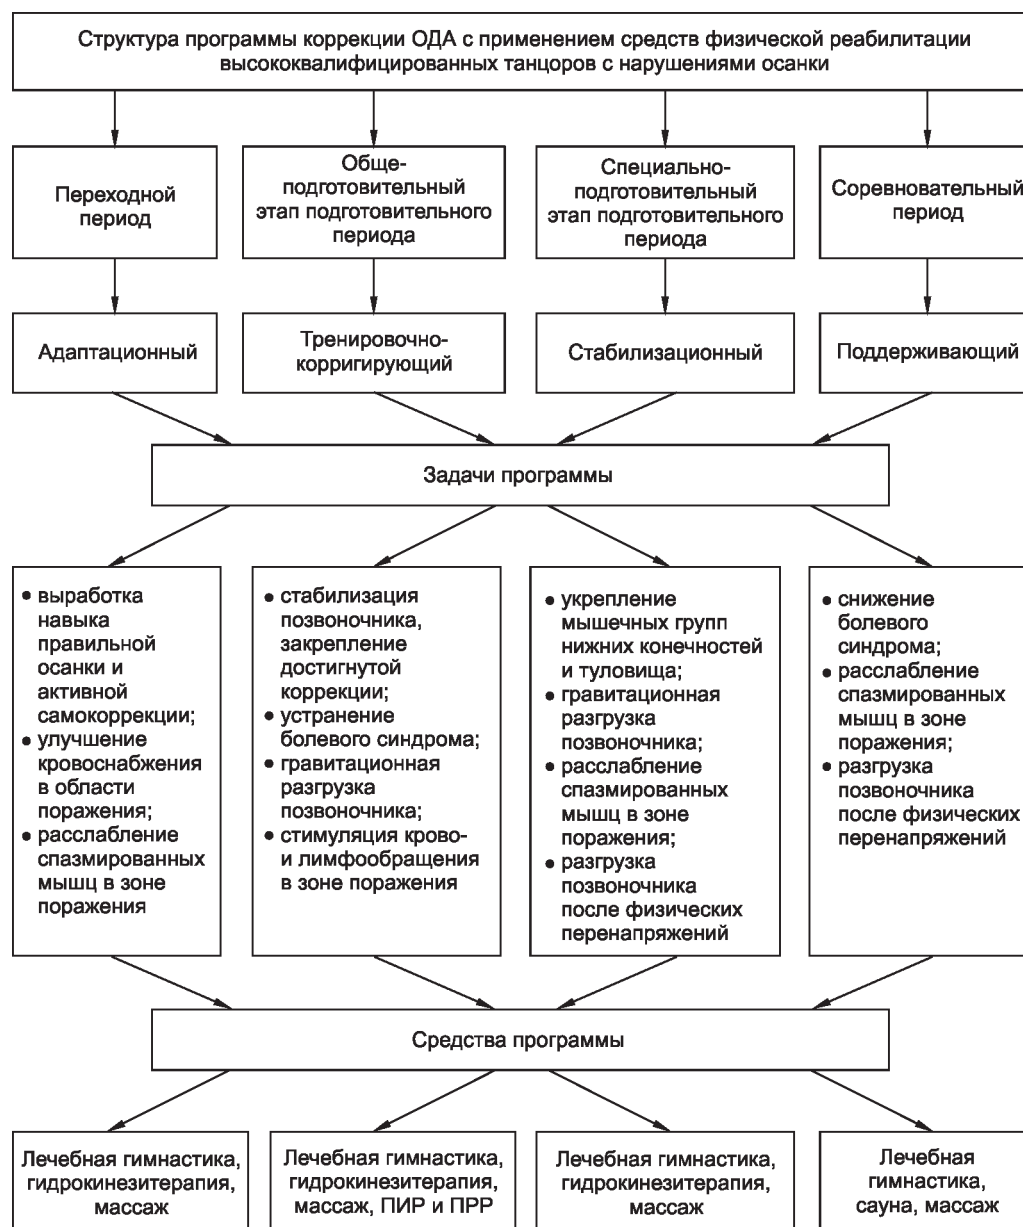 Структура программы коррекции ОДА с применением средств физической реабилитации
высококвалифицированных танцоров с нарушениями осанки
Переходной
период
Обще-
подготовительный
этап подготовительного
периода
Специально-
подготовительный
этап подготовительного
периода
Соревновательный
период
Адаптационный
Тренировочно-
корригирующий
Стабилизационный
Поддерживающий
Задачи программы
● выработка
навыка
правильной
осанки и
активной
самокоррекции;
● улучшение
кровоснабжения
в области
поражения;
● расслабление
спазмированных
мышц в зоне
поражения
● стабилизация
позвоночника,
закрепление
достигнутой
коррекции;
● устранение
болевого синдрома;
● гравитационная
разгрузка
позвоночника;
● стимуляция крово-
и лимфообращения
в зоне поражения
● укрепление
мышечных групп
нижних конечностей
и туловища;
● гравитационная
разгрузка
позвоночника;
● расслабление
спазмированных
мышц в зоне
поражения;
● разгрузка
позвоночника
после физических
перенапряжений
● снижение
болевого
синдрома;
● расслабление
спазмированных
мышц в зоне
поражения;
● разгрузка
позвоночника
после физических
перенапряжений
Средства программы
Лечебная гимнастика,
гидрокинезитерапия,
массаж
Лечебная гимнастика,
гидрокинезитерапия,
массаж, ПИР и ПРР
Лечебная гимнастика,
гидрокинезитерапия,
массаж
Лечебная
гимнастика,
сауна, массаж